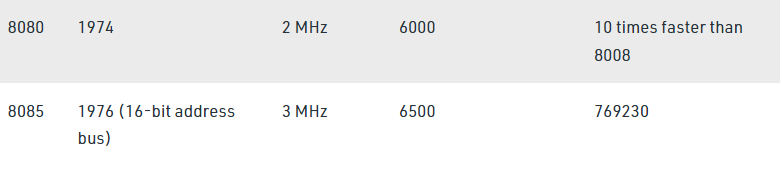 8080 1974 2 MHz 6000 10 times faster than
8008
8085 1976 (16-bit address 3 MHz 6500 769230
bus)